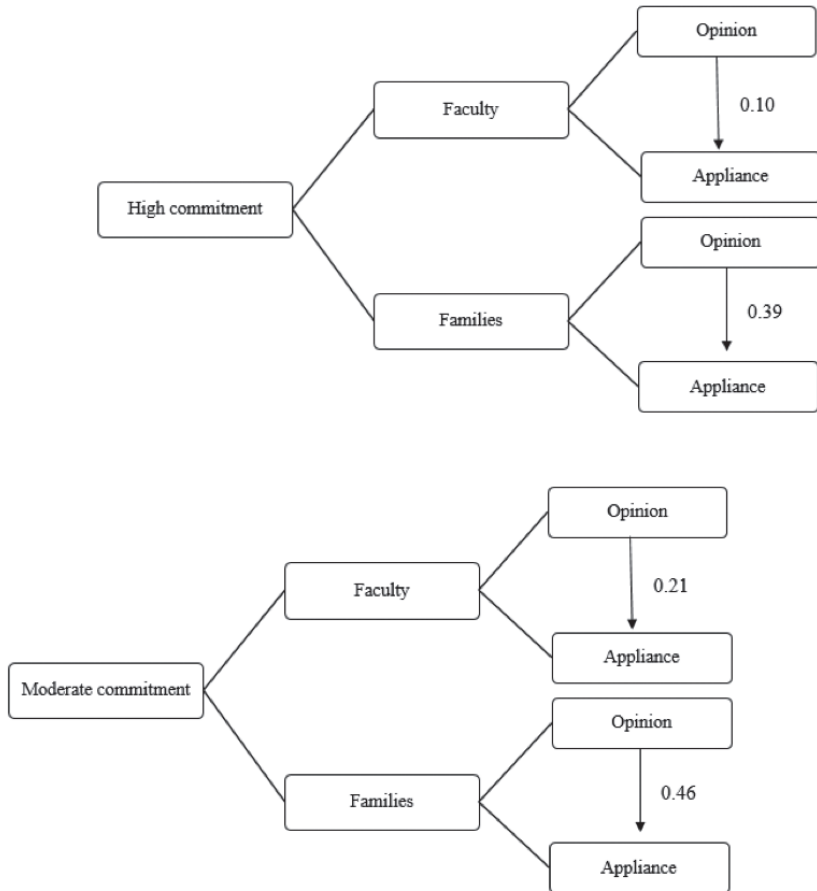 Opinion
Faculty
0.10
Appliance
High commitment
Opinion
Families
0.39
Appliance
Opinion
Faculty
0.21
Appliance
Moderate commitment
Opinion
Families
0.46
Appliance